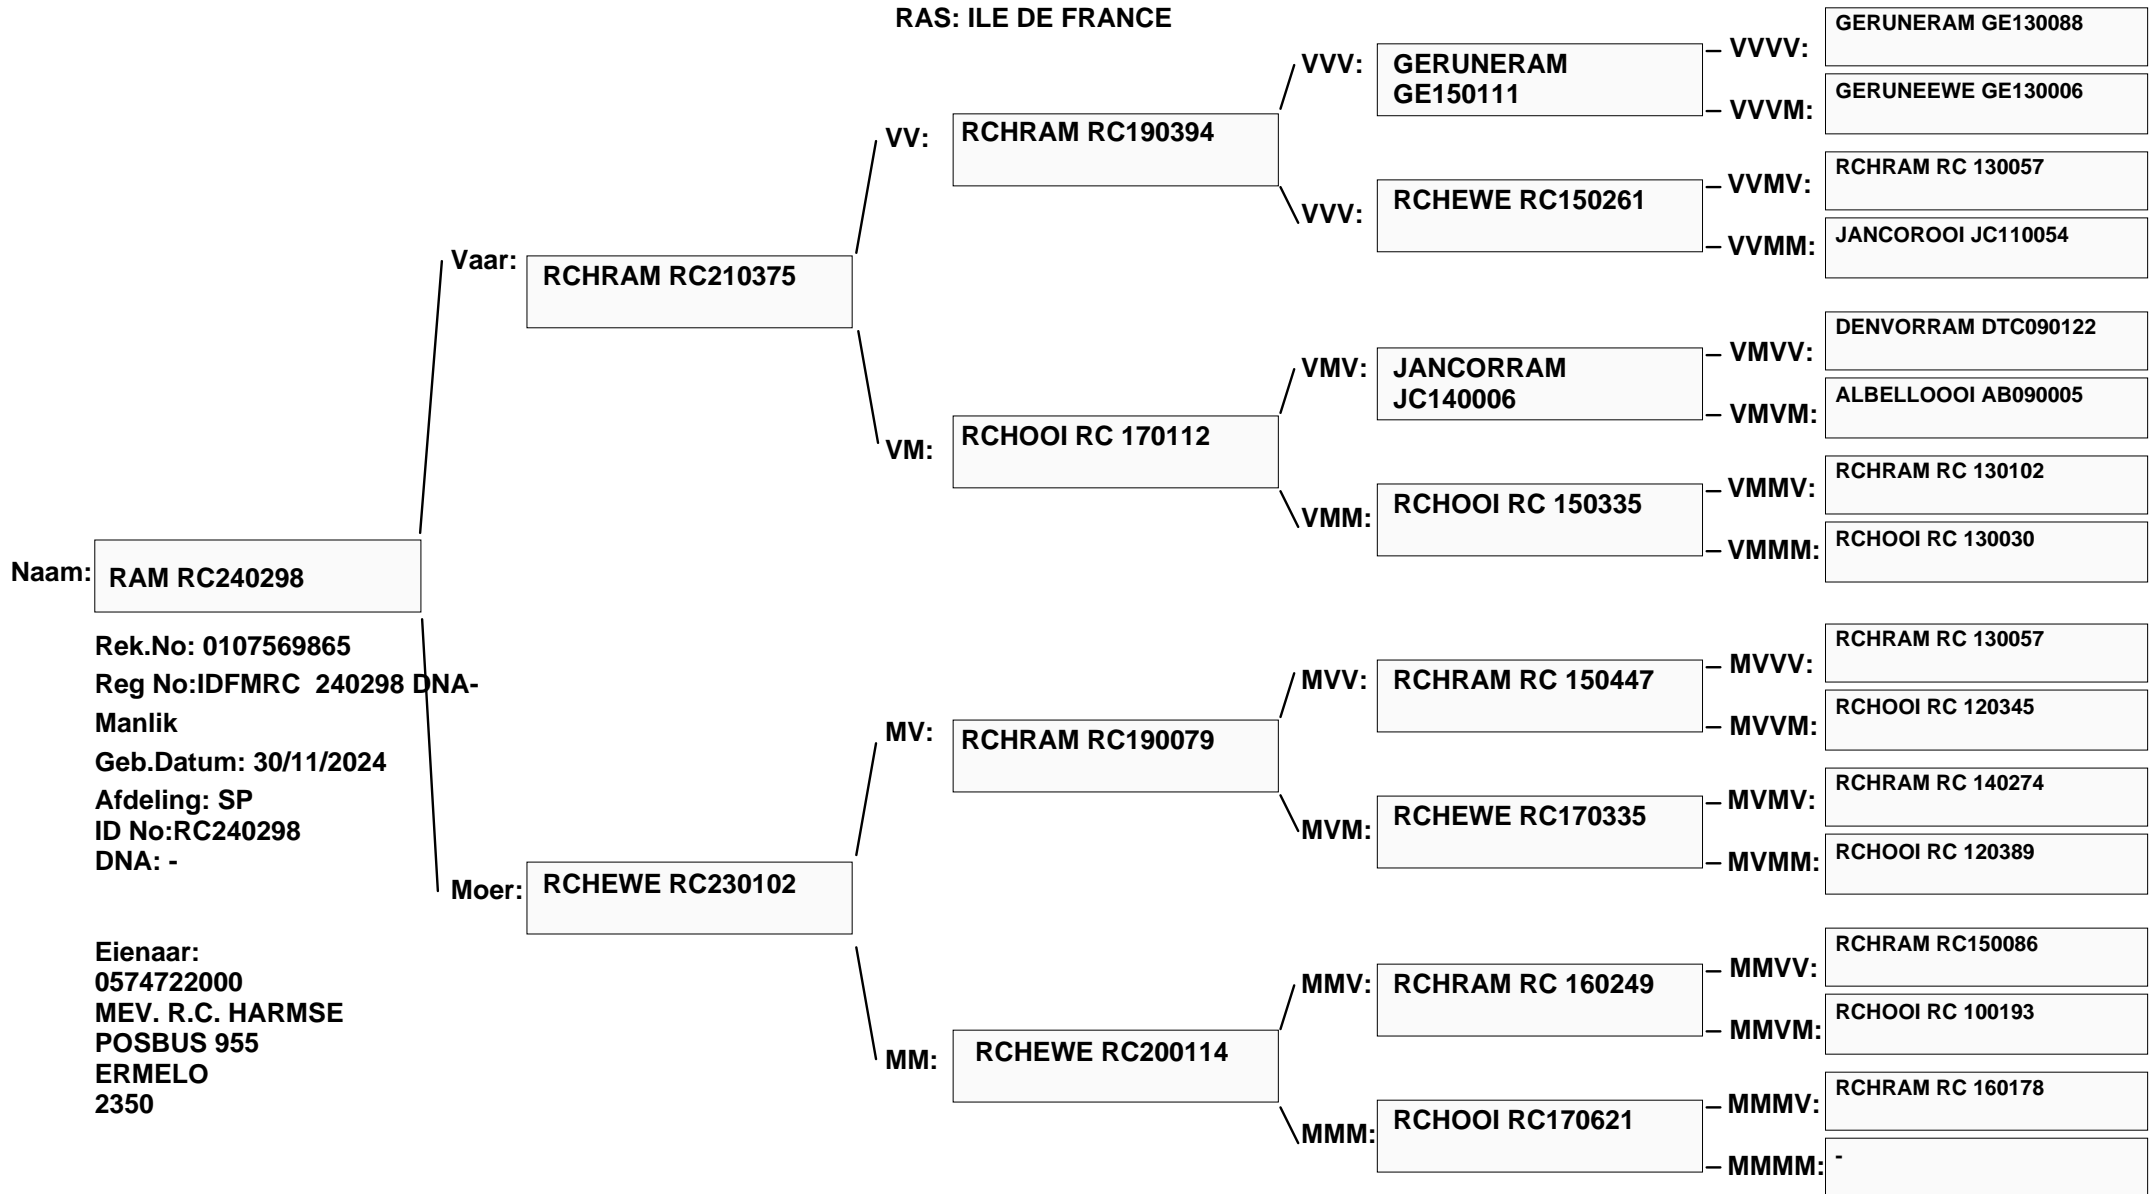 RAS: ILE DE FRANCE
Naam:
RAM RC240298
Rek.No: 0107569865
Reg No:IDFMRC  240298 DNA-
Manlik
Geb.Datum: 30/11/2024
Afdeling: SP
ID No:RC240298
DNA: -
Eienaar:
0574722000
MEV. R.C. HARMSE
POSBUS 955
ERMELO
2350
Vaar:
RCHRAM RC210375
Moer:
RCHEWE RC230102
VV:
RCHRAM RC190394
VM:
RCHOOI RC 170112
MV:
RCHRAM RC190079
MM:
RCHEWE RC200114
VVV:
GERUNERAM
GE150111
VVV:
RCHEWE RC150261
VMV:
JANCORRAM
JC140006
VMM:
RCHOOI RC 150335
MVV:
RCHRAM RC 150447
MVM:
RCHEWE RC170335
MMV:
RCHRAM RC 160249
MMM:
RCHOOI RC170621
– VVVV:
GERUNERAM GE130088
– VVVM:
GERUNEEWE GE130006
– VVMV:
RCHRAM RC 130057
– VVMM:
JANCOROOI JC110054
– VMVV:
DENVORRAM DTC090122
– VMVM:
ALBELLOOOI AB090005
– VMMV:
RCHRAM RC 130102
– VMMM:
RCHOOI RC 130030
– MVVV:
RCHRAM RC 130057
– MVVM:
RCHOOI RC 120345
– MVMV:
RCHRAM RC 140274
– MVMM:
RCHOOI RC 120389
– MMVV:
RCHRAM RC150086
– MMVM:
RCHOOI RC 100193
– MMMV:
RCHRAM RC 160178
– MMMM:
-